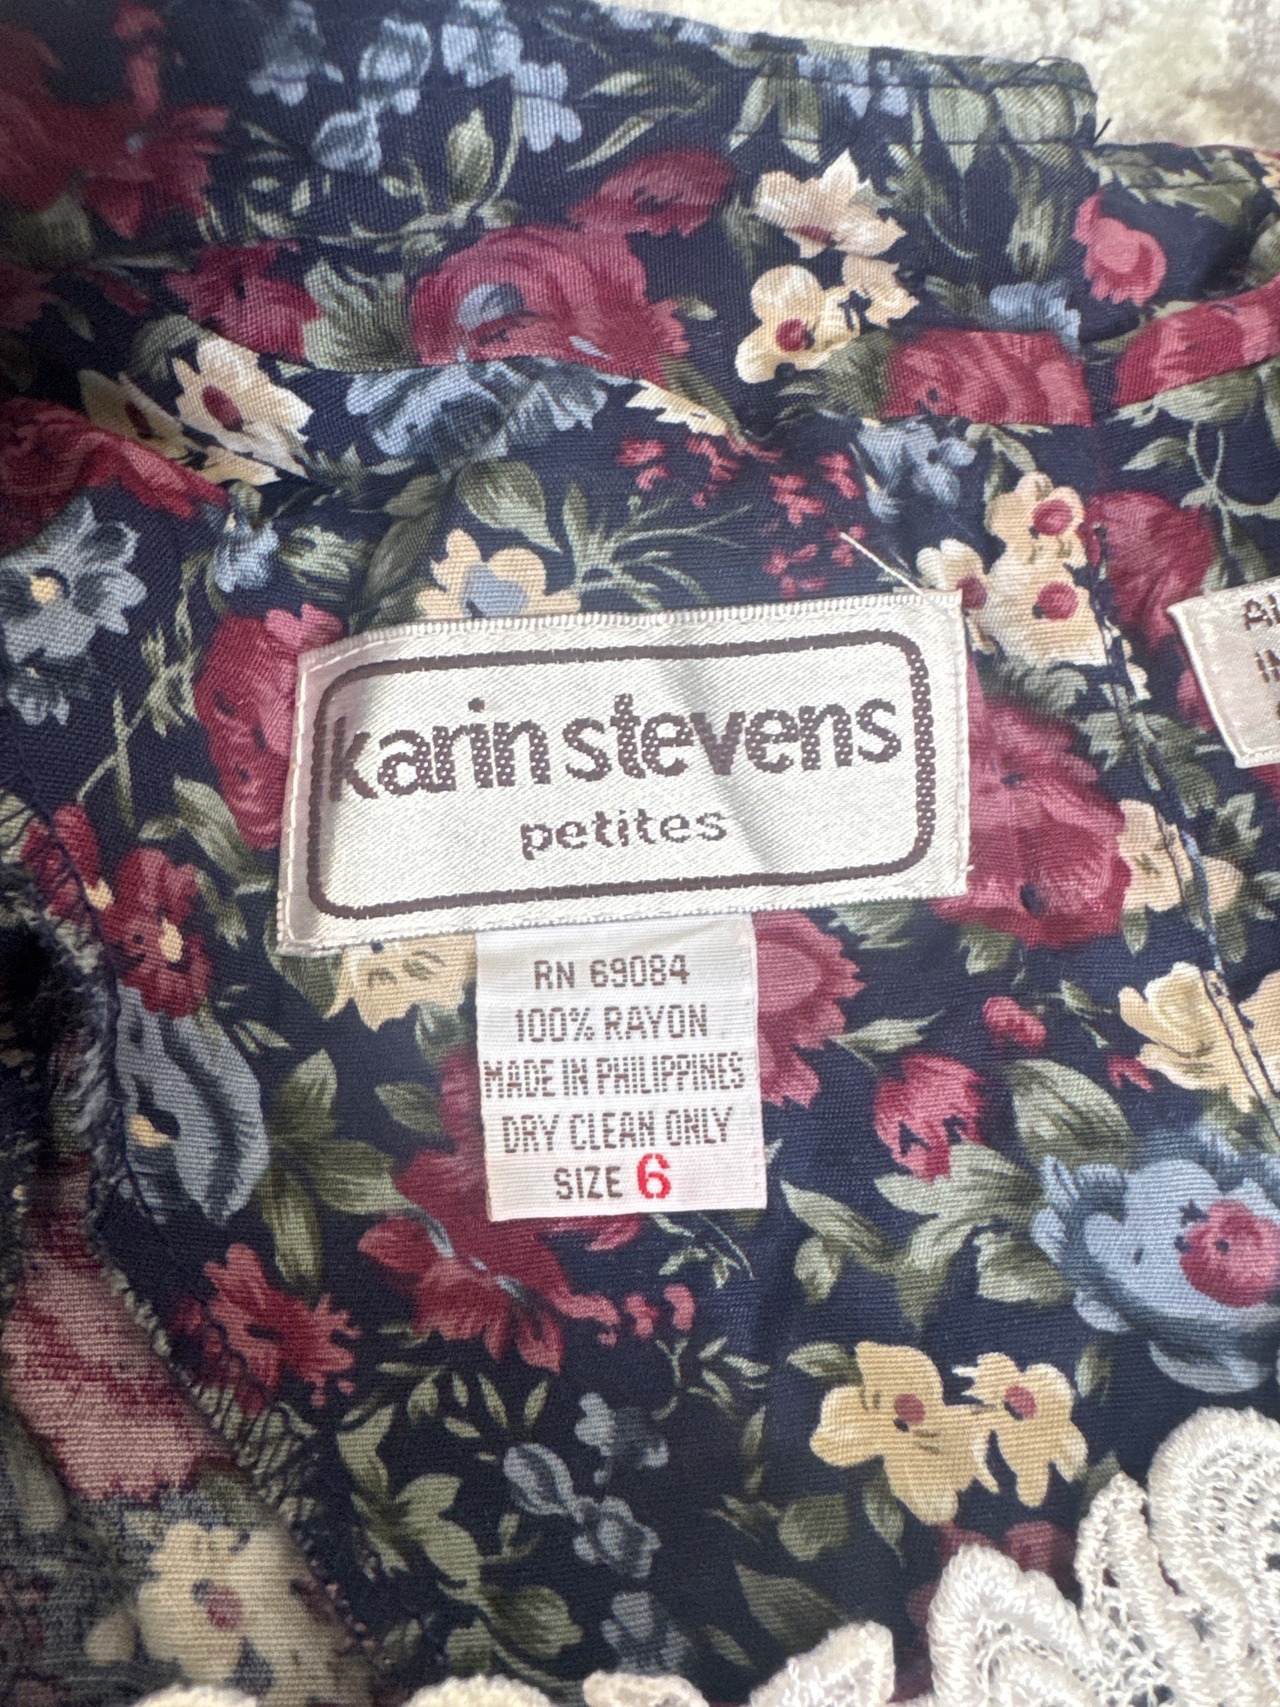 karin stevens
petites
RN 69084
100% RAYON
MADE IN PHILIPPINES
DRY CLEAN ONLY
SIZE 6